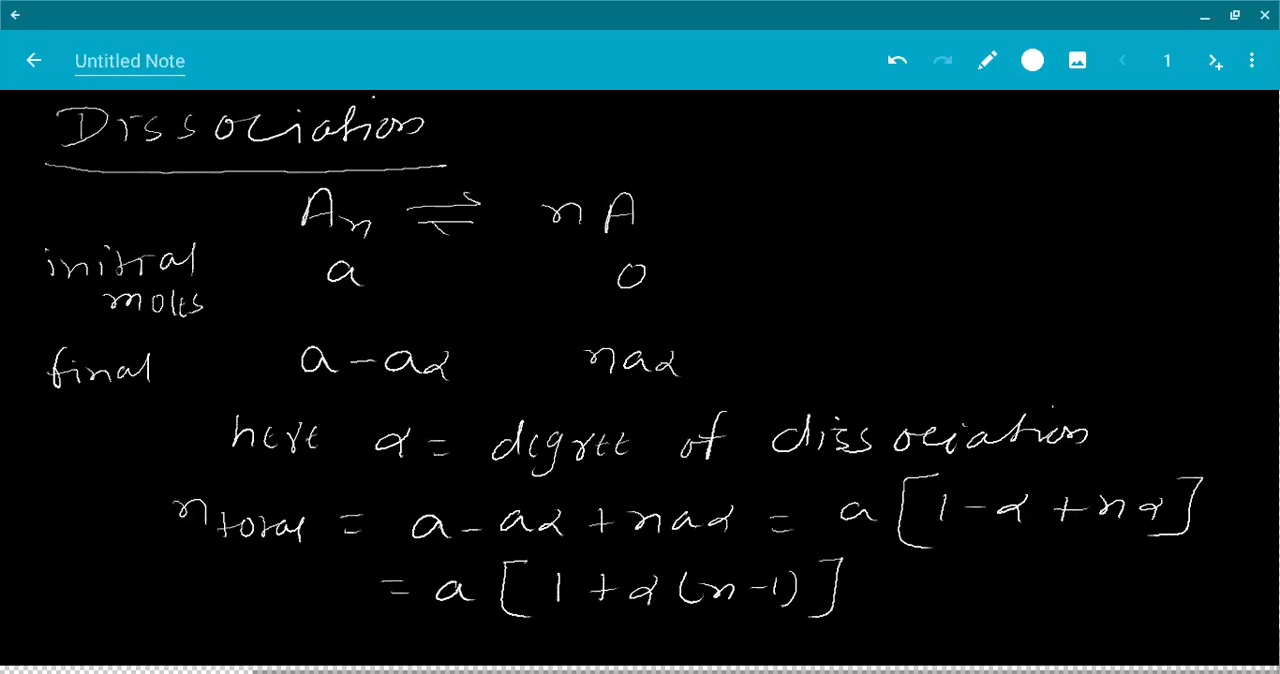 Untitled Note
1
Dissociation
Aₙ ⇌ nA
initial a 0
moles
final a - aα naα
here α = degree of dissociation
n_total = a - aα + naα = a [1 - α + nα]
= a [1 + α (n - 1)]